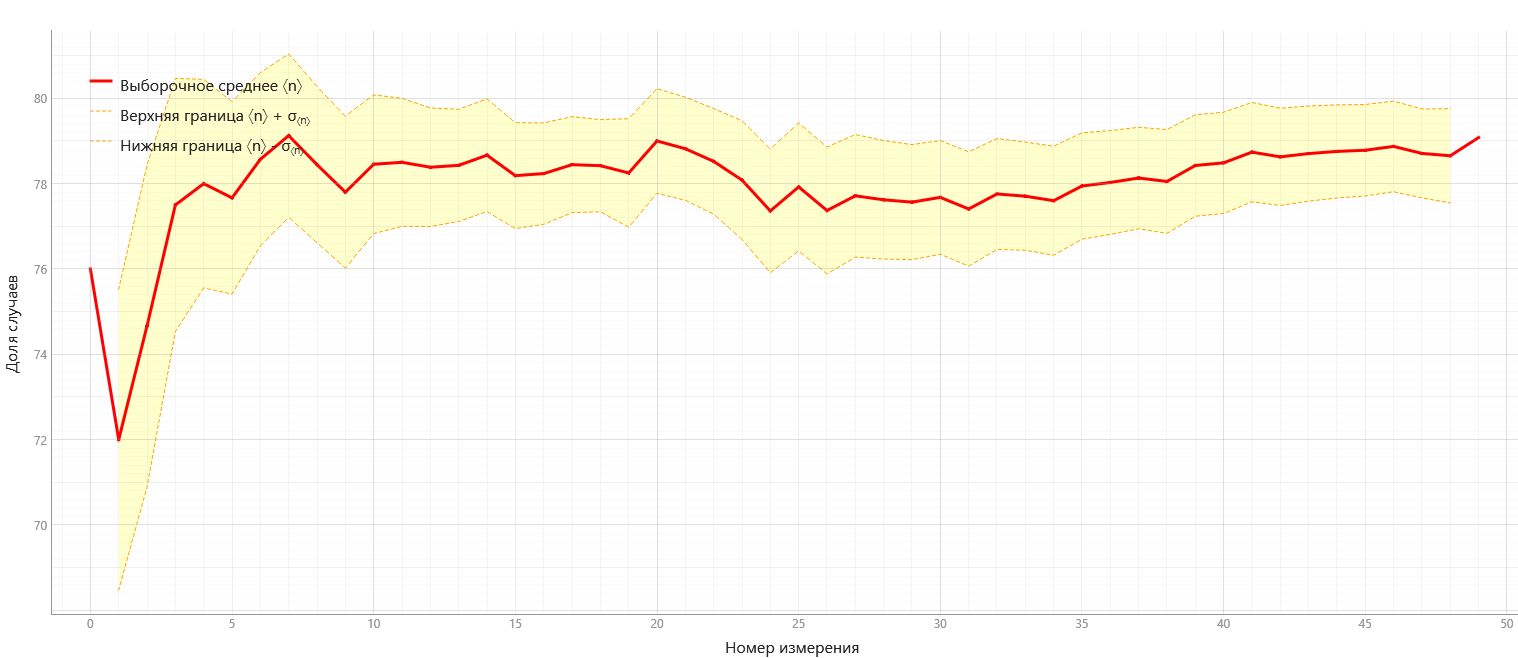 Выборочное среднее ⟨n⟩
Верхняя граница ⟨n⟩ + σ⟨n⟩
Нижняя граница ⟨n⟩ - σ⟨n⟩
80
78
76
74
72
70
Доля случаев
0 5 10 15 20 25 30 35 40 45 50
Номер измерения